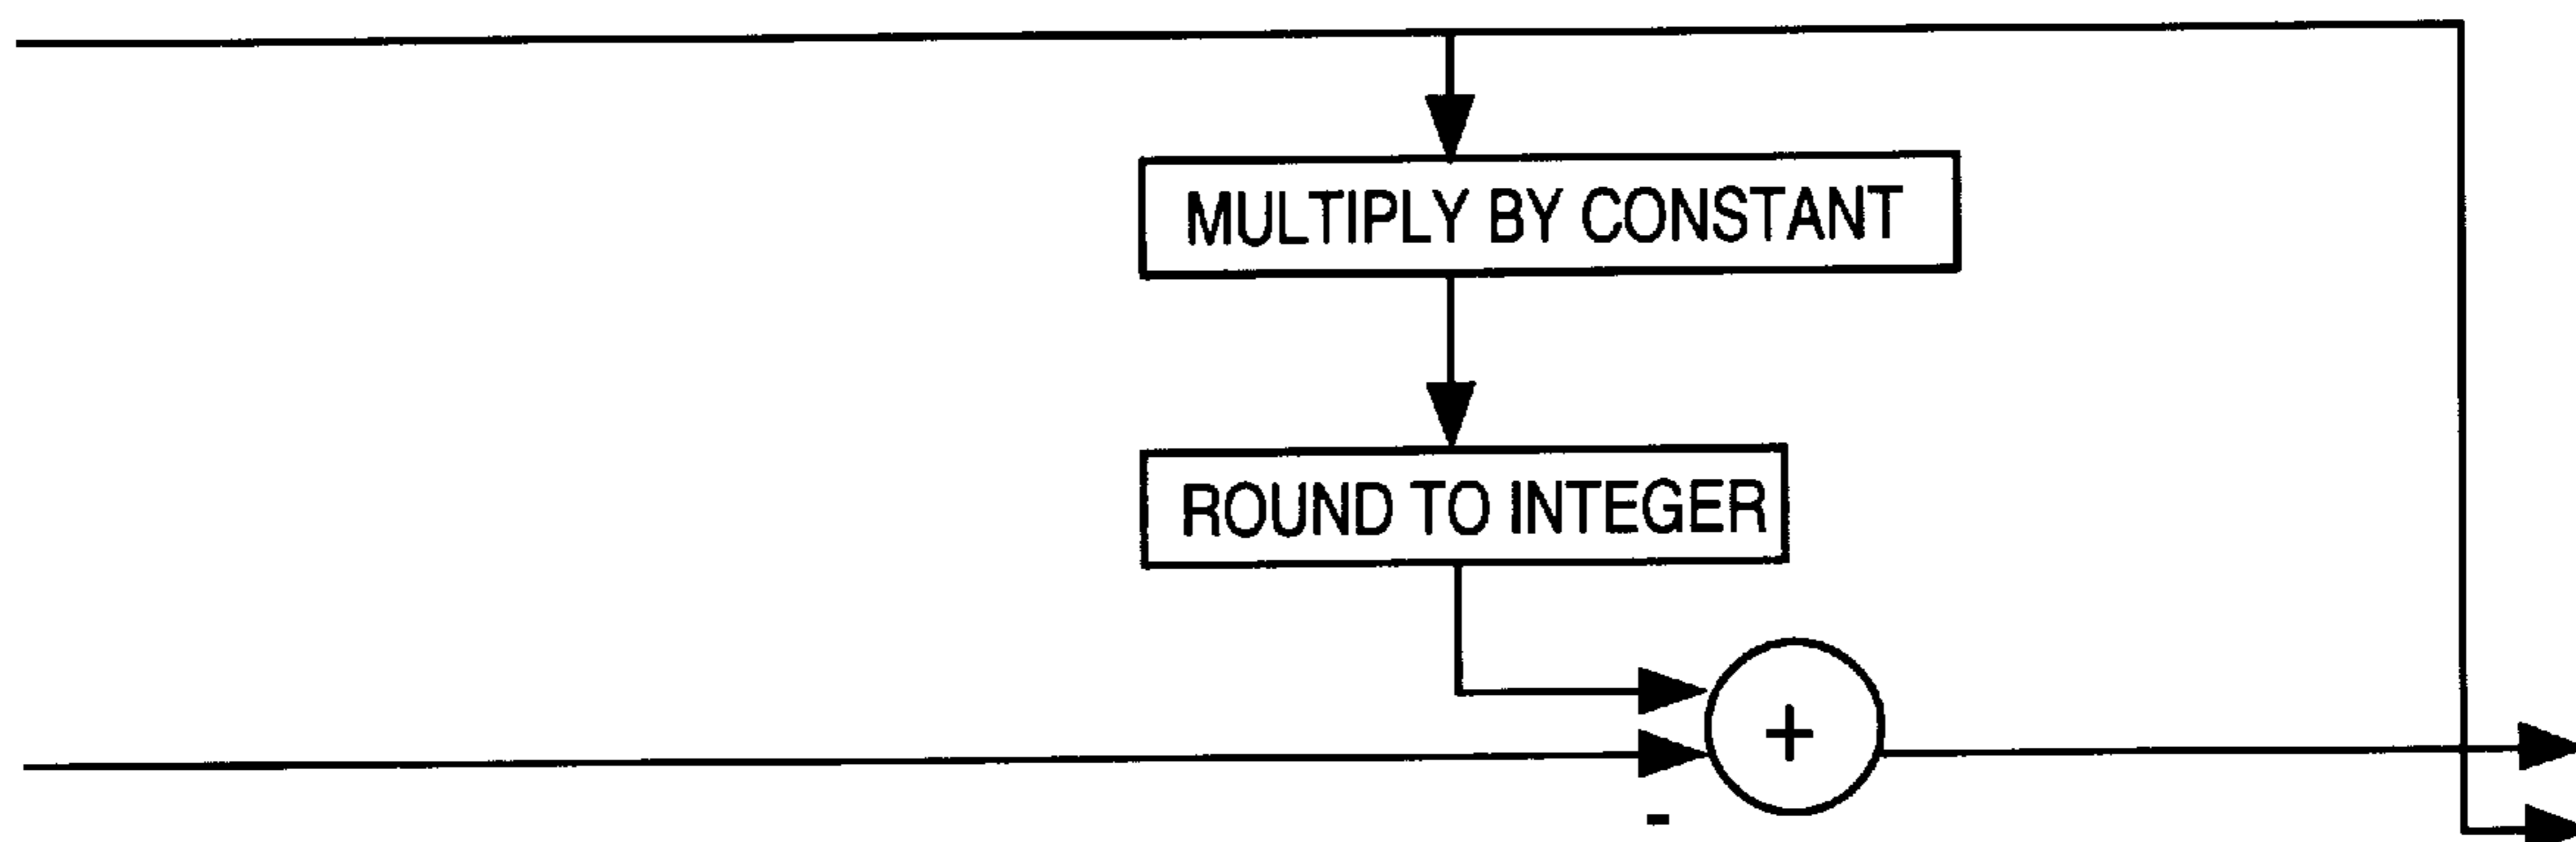 MULTIPLY BY CONSTANT
ROUND TO INTEGER
+
-